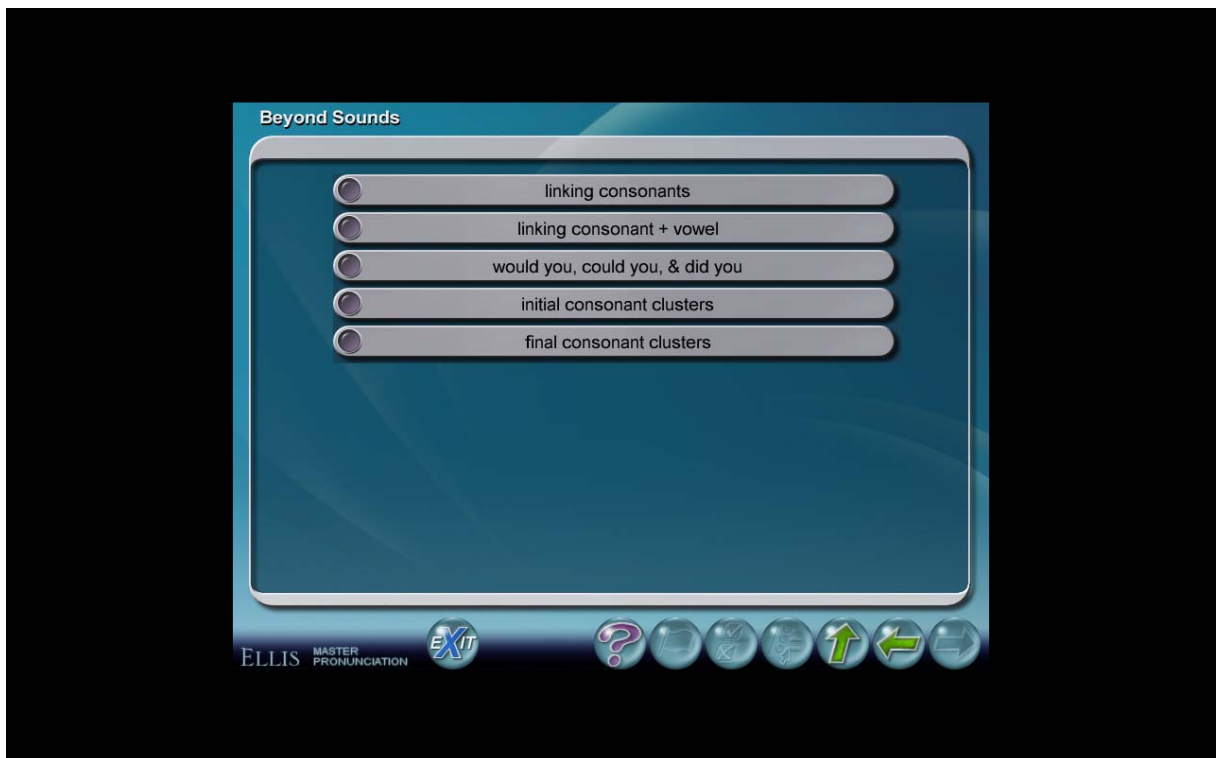 Beyond Sounds
linking consonants
linking consonant + vowel
would you, could you, & did you
initial consonant clusters
final consonant clusters
EXIT
?
ELLIS MASTER
PRONUNCIATION